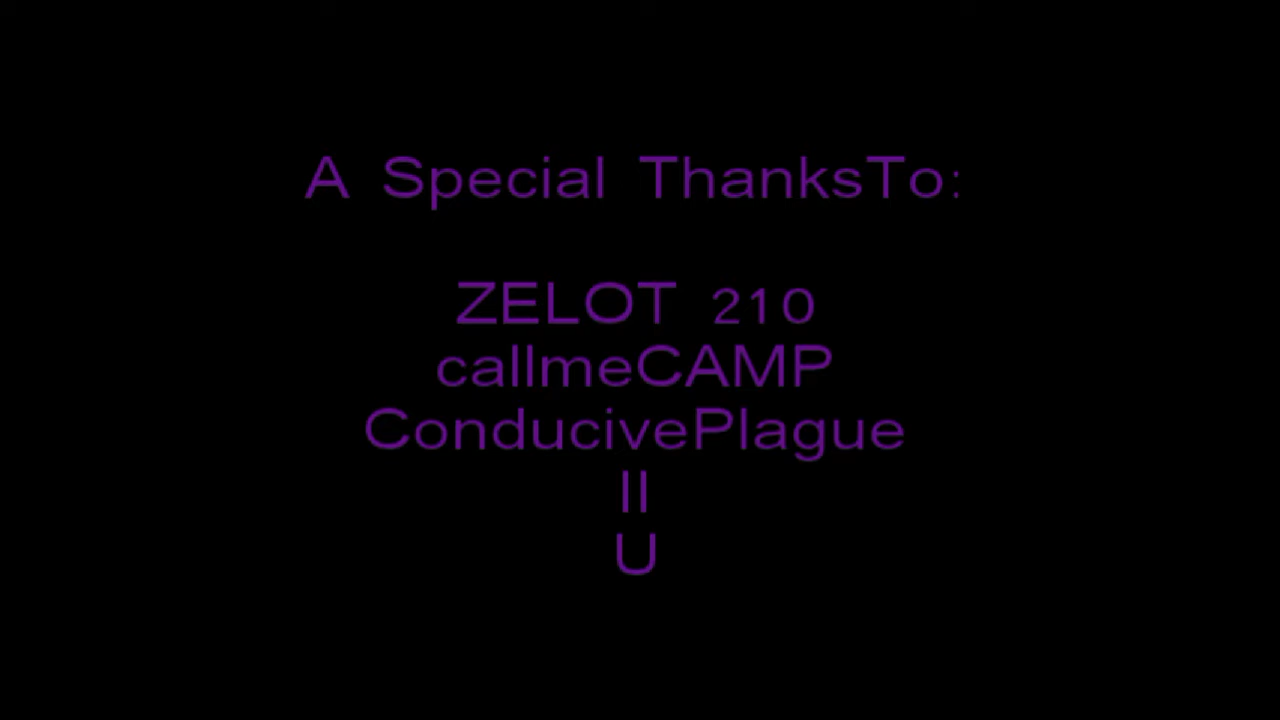 A Special ThanksTo:
ZELOT 210
callmeCAMP
ConducivePlague
II
U